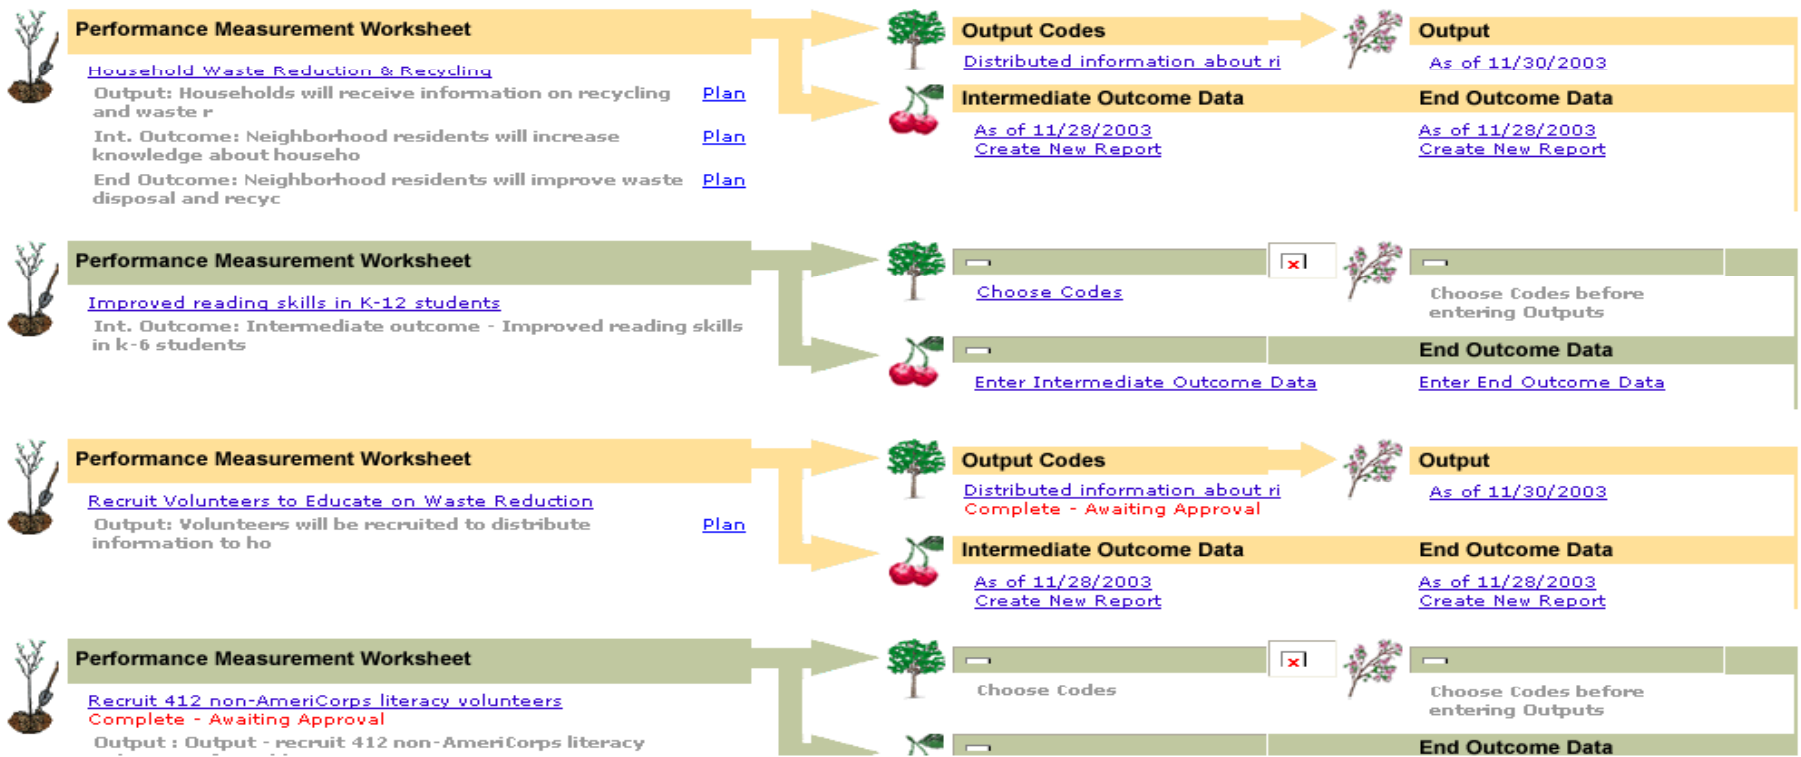 Performance Measurement Worksheet
Output Codes
Output
Household Waste Reduction & Recycling
Distributed information about ri
As of 11/30/2003
Output: Households will receive information on recycling
and waste r
Plan
Intermediate Outcome Data
End Outcome Data
Int. Outcome: Neighborhood residents will increase
knowledge about househo
Plan
As of 11/28/2003
Create New Report
As of 11/28/2003
Create New Report
End Outcome: Neighborhood residents will improve waste
disposal and recyc
Plan
Performance Measurement Worksheet
Improved reading skills in K-12 students
Choose Codes
Choose Codes before
entering Outputs
Int. Outcome: Intermediate outcome - Improved reading skills
in k-6 students
End Outcome Data
Enter Intermediate Outcome Data
Enter End Outcome Data
Performance Measurement Worksheet
Output Codes
Output
Recruit Volunteers to Educate on Waste Reduction
Distributed information about ri
Complete - Awaiting Approval
As of 11/30/2003
Output: Volunteers will be recruited to distribute
information to ho
Plan
Intermediate Outcome Data
End Outcome Data
As of 11/28/2003
Create New Report
As of 11/28/2003
Create New Report
Performance Measurement Worksheet
Recruit 412 non-AmeriCorps literacy volunteers
Complete - Awaiting Approval
Choose Codes
Choose Codes before
entering Outputs
Output : Output - recruit 412 non-AmeriCorps literacy
End Outcome Data